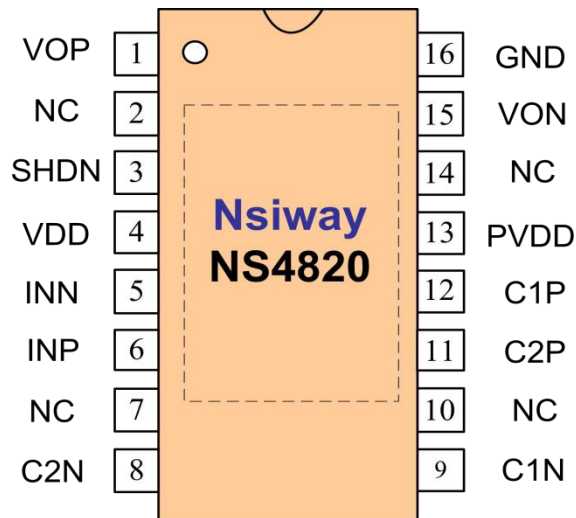 VOP 1 16 GND
NC 2 15 VON
SHDN 3 14 NC
VDD 4 13 PVDD
Nsiway
NS4820
INN 5 12 C1P
INP 6 11 C2P
NC 7 10 NC
C2N 8 9 C1N